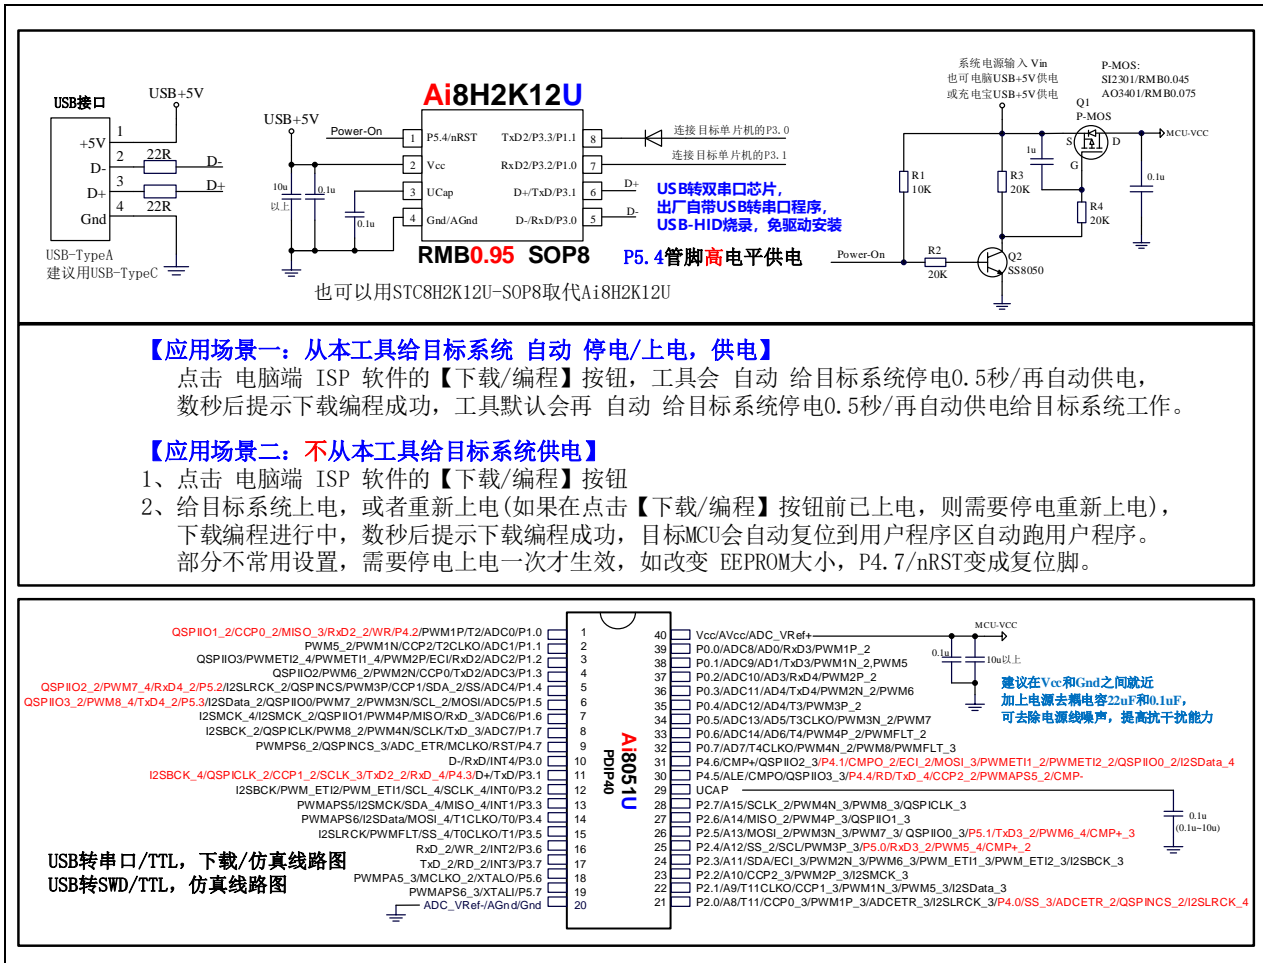 USB接口
USB+5V
+5V
1
D-
2
22R
D-
D+
3
22R
D+
Gnd
4
USB-TypeA
建议用USB-TypeC
Ai8H2K12U
USB+5V
Power-On
1 P5.4/nRST
2 Vcc
3 UCap
4 Gnd/AGnd
TxD2/P3.3/P1.1 8
RxD2/P3.2/P1.0 7
D+/TxD/P3.1 6
D-/RxD/P3.0 5
10u
以上
0.1u
0.1u
连接目标单片机的P3.0
连接目标单片机的P3.1
D+
D-
RMB0.95 SOP8
也可以用STC8H2K12U-SOP8取代Ai8H2K12U
USB转双串口芯片，
出厂自带USB转串口程序，
USB-HID烧录，免驱动安装
P5.4管脚高电平供电
系统电源输入 Vin
也可电脑USB+5V供电
或充电宝USB+5V供电
P-MOS:
SI2301/RMB0.045
AO3401/RMB0.075
Q1
P-MOS
S
D
G
MCU-VCC
1u
R1
10K
R3
20K
R4
20K
0.1u
Power-On
R2
20K
Q2
SS8050
【应用场景一：从本工具给目标系统 自动 停电/上电，供电】
点击 电脑端 ISP 软件的【下载/编程】按钮，工具会 自动 给目标系统停电0.5秒/再自动供电，
数秒后提示下载编程成功，工具默认会再 自动 给目标系统停电0.5秒/再自动供电给目标系统工作。
【应用场景二：不从本工具给目标系统供电】
1、点击 电脑端 ISP 软件的【下载/编程】按钮
2、给目标系统上电，或者重新上电(如果在点击【下载/编程】按钮前已上电，则需要停电重新上电)，
下载编程进行中，数秒后提示下载编程成功，目标MCU会自动复位到用户程序区自动跑用户程序。
部分不常用设置，需要停电上电一次才生效，如改变 EEPROM大小，P4.7/nRST变成复位脚。
QSPIIO1_2/CCP0_2/MISO_3/RxD2_2/WR/P4.2/PWM1P/T2/ADC0/P1.0 1
PWM5_2/PWM1N/CCP2/T2CLKO/ADC1/P1.1 2
QSPIIO3/PWMETI2_4/PWMETI1_4/PWM2P/ECI/RxD2/ADC2/P1.2 3
QSPIIO2/PWM6_2/PWM2N/CCP0/TxD2/ADC3/P1.3 4
QSPIIO2_2/PWM7_4/RxD4_2/P5.2/I2SLRCK_2/QSPINCS/PWM3P/CCP1/SDA_2/SS/ADC4/P1.4 5
QSPIIO3_2/PWM8_4/TxD4_2/P5.3/I2SData_2/QSPIIO0/PWM7_2/PWM3N/SCL_2/MOSI/ADC5/P1.5 6
I2SMCK_4/I2SMCK_2/QSPIIO1/PWM4P/MISO/RxD_3/ADC6/P1.6 7
I2SBCK_2/QSPICLK/PWM8_2/PWM4N/SCLK/TxD_3/ADC7/P1.7 8
PWMPS6_2/QSPINCS_3/ADC_ETR/MCLKO/RST/P4.7 9
D-/RxD/INT4/P3.0 10
I2SBCK_4/QSPICLK_2/CCP1_2/SCLK_3/TxD2_2/RxD_4/P4.3/D+/TxD/P3.1 11
I2SBCK/PWM_ETI2/PWM_ETI1/SCL_4/SCLK_4/INT0/P3.2 12
PWMAPS5/I2SMCK/SDA_4/MISO_4/INT1/P3.3 13
PWMAPS6/I2SData/MOSI_4/T1CLKO/T0/P3.4 14
I2SLRCK/PWMFLT/SS_4/T0CLKO/T1/P3.5 15
RxD_2/WR_2/INT2/P3.6 16
TxD_2/RD_2/INT3/P3.7 17
PWMPA5_3/MCLKO_2/XTALO/P5.6 18
PWMAPS6_3/XTALI/P5.7 19
ADC_VRef-/AGnd/Gnd 20
Ai8051U
PDIP40
40 Vcc/AVcc/ADC_VRef+
39 P0.0/ADC8/AD0/RxD3/PWM1P_2
38 P0.1/ADC9/AD1/TxD3/PWM1N_2,PWM5
37 P0.2/ADC10/AD3/RxD4/PWM2P_2
36 P0.3/ADC11/AD4/TxD4/PWM2N_2/PWM6
35 P0.4/ADC12/AD4/T3/PWM3P_2
34 P0.5/ADC13/AD5/T3CLKO/PWM3N_2/PWM7
33 P0.6/ADC14/AD6/T4/PWM4P_2/PWMFLT_2
32 P0.7/AD7/T4CLKO/PWM4N_2/PWM8/PWMFLT_3
31 P4.6/CMP+/QSPIIO2_3/P4.1/CMPO_2/ECI_2/MOSI_3/PWMETI1_2/PWMETI2_2/QSPIIO0_2/I2SData_4
30 P4.5/ALE/CMPO/QSPIIO3_3/P4.4/RD/TxD_4/CCP2_2/PWMAPS5_2/CMP-
29 UCAP
28 P2.7/A15/SCLK_2/PWM4N_3/PWM8_3/QSPICLK_3
27 P2.6/A14/MISO_2/PWM4P_3/QSPIIO1_3
26 P2.5/A13/MOSI_2/PWM3N_3/PWM7_3/ QSPIIO0_3/P5.1/TxD3_2/PWM6_4/CMP+_3
25 P2.4/A12/SS_2/SCL/PWM3P_3/P5.0/RxD3_2/PWM5_4/CMP+_2
24 P2.3/A11/SDA/ECI_3/PWM2N_3/PWM6_3/PWM_ETI1_3/PWM_ETI2_3/I2SBCK_3
23 P2.2/A10/CCP2_3/PWM2P_3/I2SMCK_3
22 P2.1/A9/T11CLKO/CCP1_3/PWM1N_3/PWM5_3/I2SData_3
21 P2.0/A8/T11/CCP0_3/PWM1P_3/ADCETR_3/I2SLRCK_3/P4.0/SS_3/ADCETR_2/QSPINCS_2/I2SLRCK_4
MCU-VCC
0.1u
10u以上
建议在Vcc和Gnd之间就近
加上电源去耦电容22uF和0.1uF，
可去除电源线噪声，提高抗干扰能力
0.1u
(0.1u~10u)
USB转串口/TTL，下载/仿真线路图
USB转SWD/TTL，仿真线路图